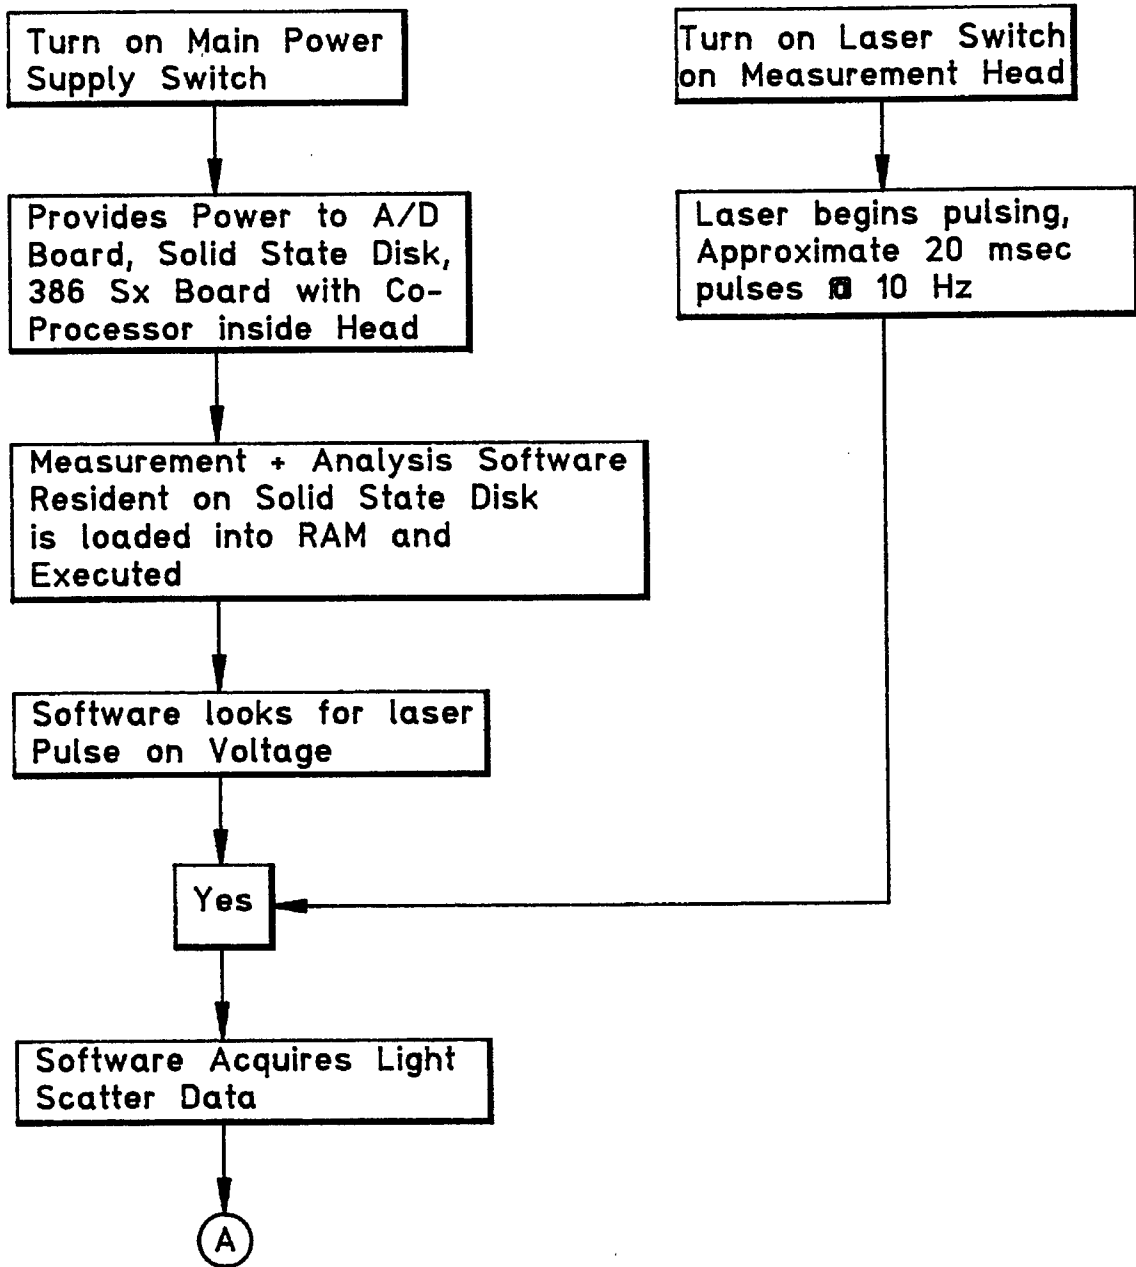 Turn on Main Power
Supply Switch
Provides Power to A/D
Board, Solid State Disk,
386 Sx Board with Co-
Processor inside Head
Measurement + Analysis Software
Resident on Solid State Disk
is loaded into RAM and
Executed
Software looks for laser
Pulse on Voltage
Yes
Software Acquires Light
Scatter Data
A
Turn on Laser Switch
on Measurement Head
Laser begins pulsing,
Approximate 20 msec
pulses @ 10 Hz